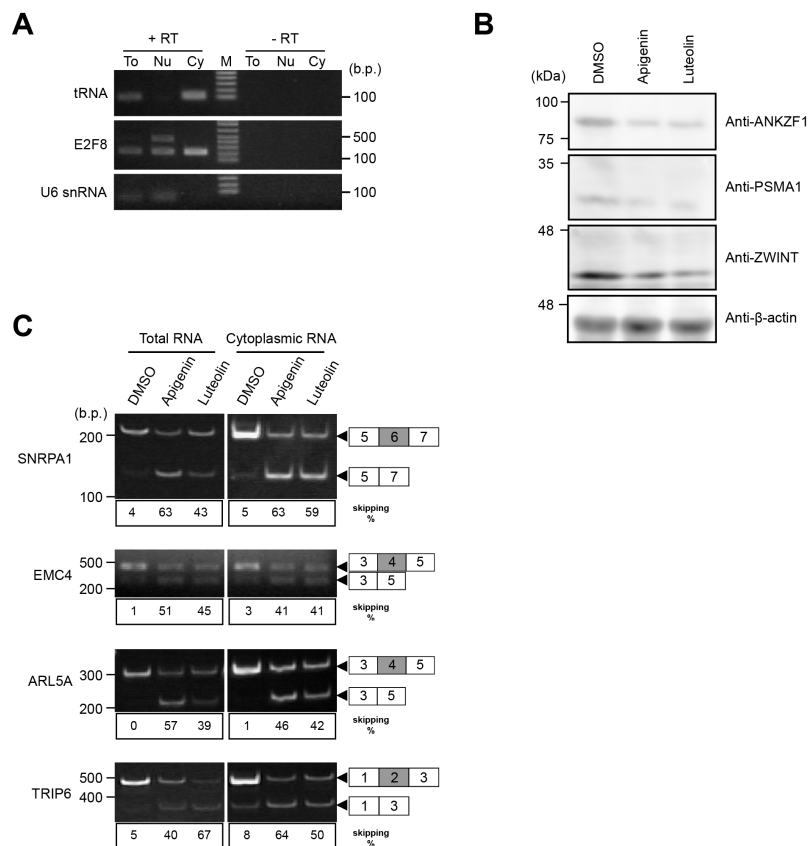 A
+ RT
- RT
To
Nu
Cy
M
To
Nu
Cy
(b.p.)
tRNA
100
E2F8
500
100
U6 snRNA
100
B
(kDa)
DMSO
Apigenin
Luteolin
100
75
Anti-ANKZF1
35
Anti-PSMA1
48
Anti-ZWINT
48
Anti-β-actin
C
Total RNA
Cytoplasmic RNA
DMSO
Apigenin
Luteolin
DMSO
Apigenin
Luteolin
(b.p.)
SNRPA1
200
100
5 6 7
5 7
4 63 43 5 63 59
skipping
%
EMC4
500
200
3 4 5
3 5
1 51 45 3 41 41
skipping
%
ARL5A
300
200
3 4 5
3 5
0 57 39 1 46 42
skipping
%
TRIP6
500
400
1 2 3
1 3
5 40 67 8 64 50
skipping
%